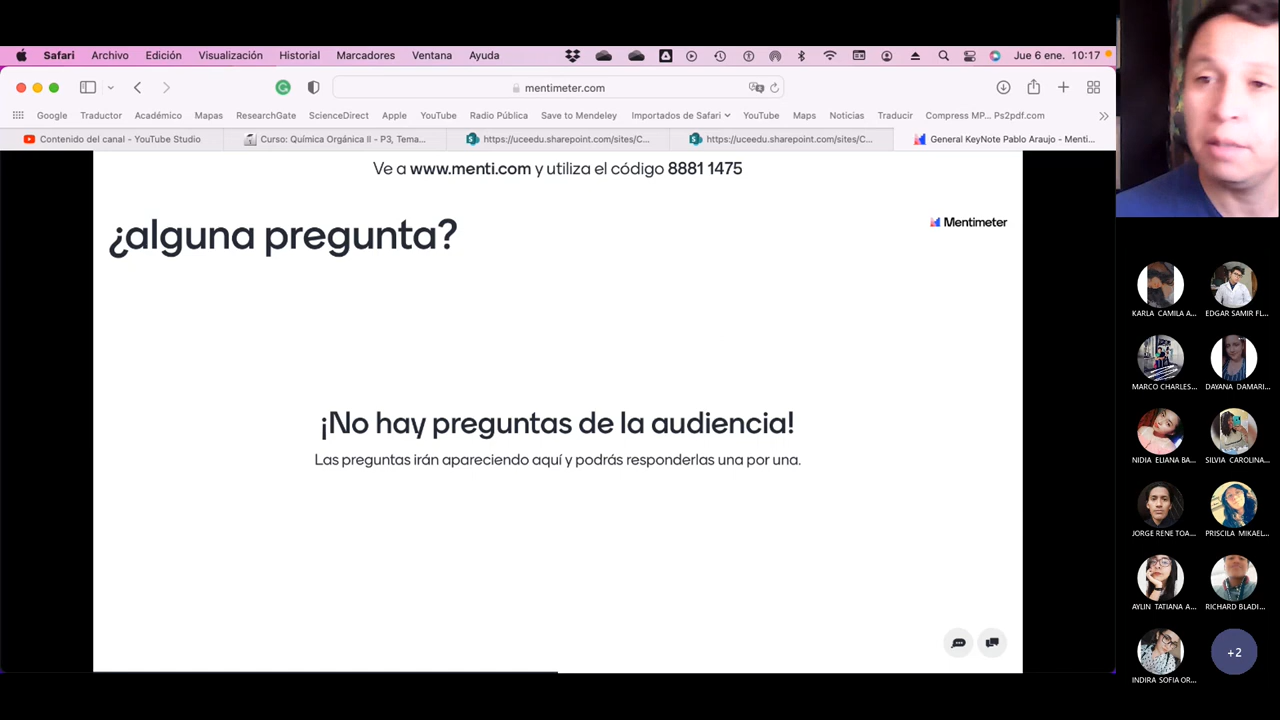 Safari Archivo Edición Visualización Historial Marcadores Ventana Ayuda Jue 6 ene. 10:17
mentimeter.com
Google Traductor Académico Mapas ResearchGate ScienceDirect Apple YouTube Radio Pública Save to Mendeley Importados de Safari YouTube Maps Noticias Traducir Compress MP... Ps2pdf.com
Contenido del canal - YouTube Studio
Curso: Química Orgánica II - P3, Tema...
https://uceedu.sharepoint.com/sites/C...
https://uceedu.sharepoint.com/sites/C...
General KeyNote Pablo Araujo - Menti...
Ve a www.menti.com y utiliza el código 8881 1475
¿alguna pregunta?
Mentimeter
¡No hay preguntas de la audiencia!
Las preguntas irán apareciendo aquí y podrás responderlas una por una.
KARLA CAMILA A... EDGAR SAMIR FL...
MARCO CHARLES... DAYANA DAMARI...
NIDIA ELIANA BA... SILVIA CAROLINA...
JORGE RENE TOA... PRISCILA MIKAEL...
AYLIN TATIANA A... RICHARD BLADI...
INDIRA SOFIA OR... +2